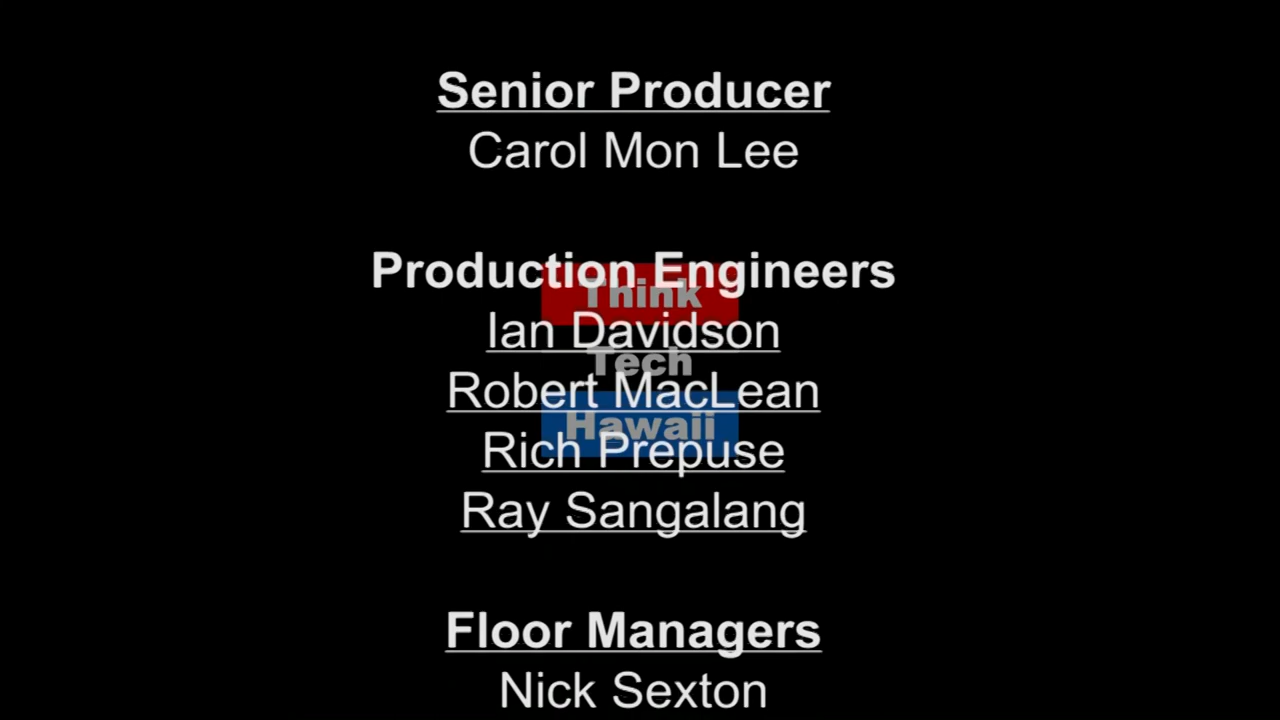 Senior Producer
Carol Mon Lee
Production Engineers
Think
Ian Davidson
Tech
Robert MacLean
Hawaii
Rich Prepuse
Ray Sangalang
Floor Managers
Nick Sexton